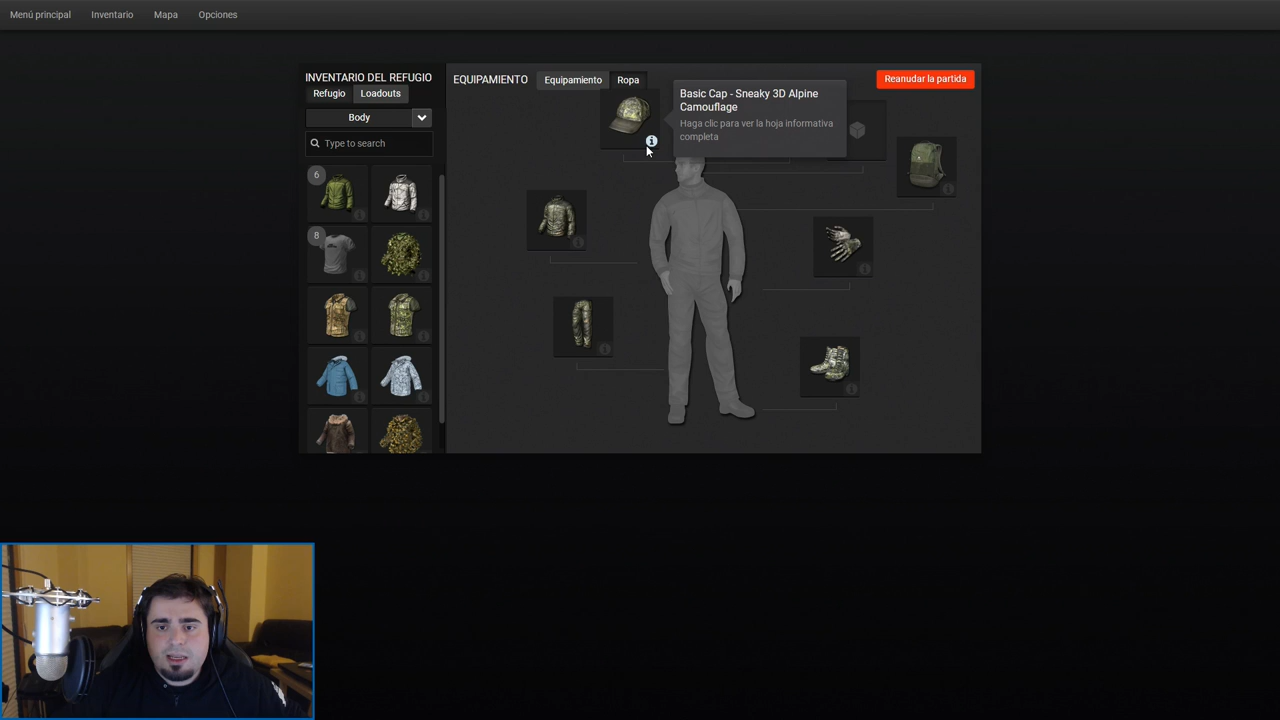 Menú principal
Inventario
Mapa
Opciones
INVENTARIO DEL REFUGIO
Refugio
Loadouts
Body
Type to search
6
8
EQUIPAMIENTO
Equipamiento
Ropa
Reanudar la partida
Basic Cap - Sneaky 3D Alpine
Camouflage
Haga clic para ver la hoja informativa
completa